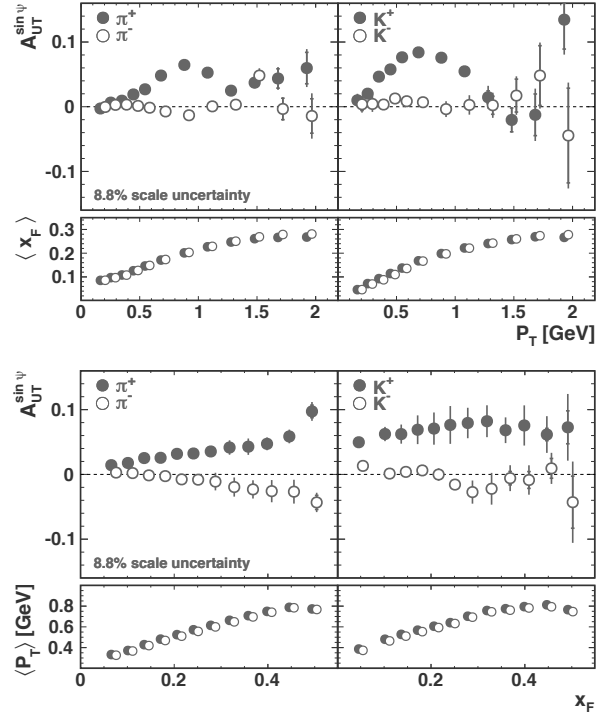 A_UT^sin ψ
π⁺
π⁻
K⁺
K⁻
0.1
0
-0.1
8.8% scale uncertainty
⟨ x_F ⟩
0.3
0.2
0.1
0 0.5 1 1.5 2 0.5 1 1.5 2
P_T [GeV]
A_UT^sin ψ
π⁺
π⁻
K⁺
K⁻
0.1
0
-0.1
8.8% scale uncertainty
⟨P_T⟩ [GeV]
0.8
0.6
0.4
0 0.2 0.4 0.2 0.4
x_F